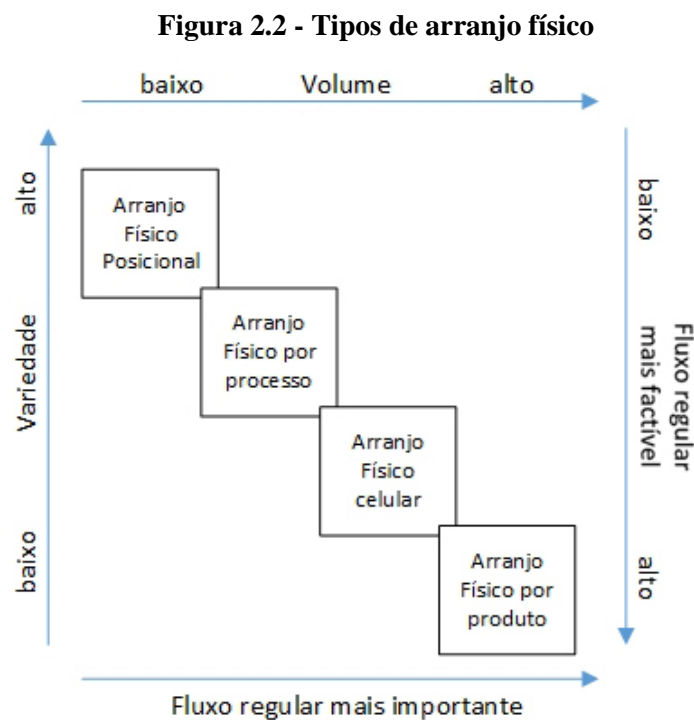 Figura 2.2 - Tipos de arranjo físico
baixo Volume alto
alto
Variedade
baixo
Arranjo
Físico
Posicional
Arranjo
Físico por
processo
Arranjo
Físico
celular
Arranjo
Físico por
produto
baixo
Fluxo regular
mais factível
alto
Fluxo regular mais importante